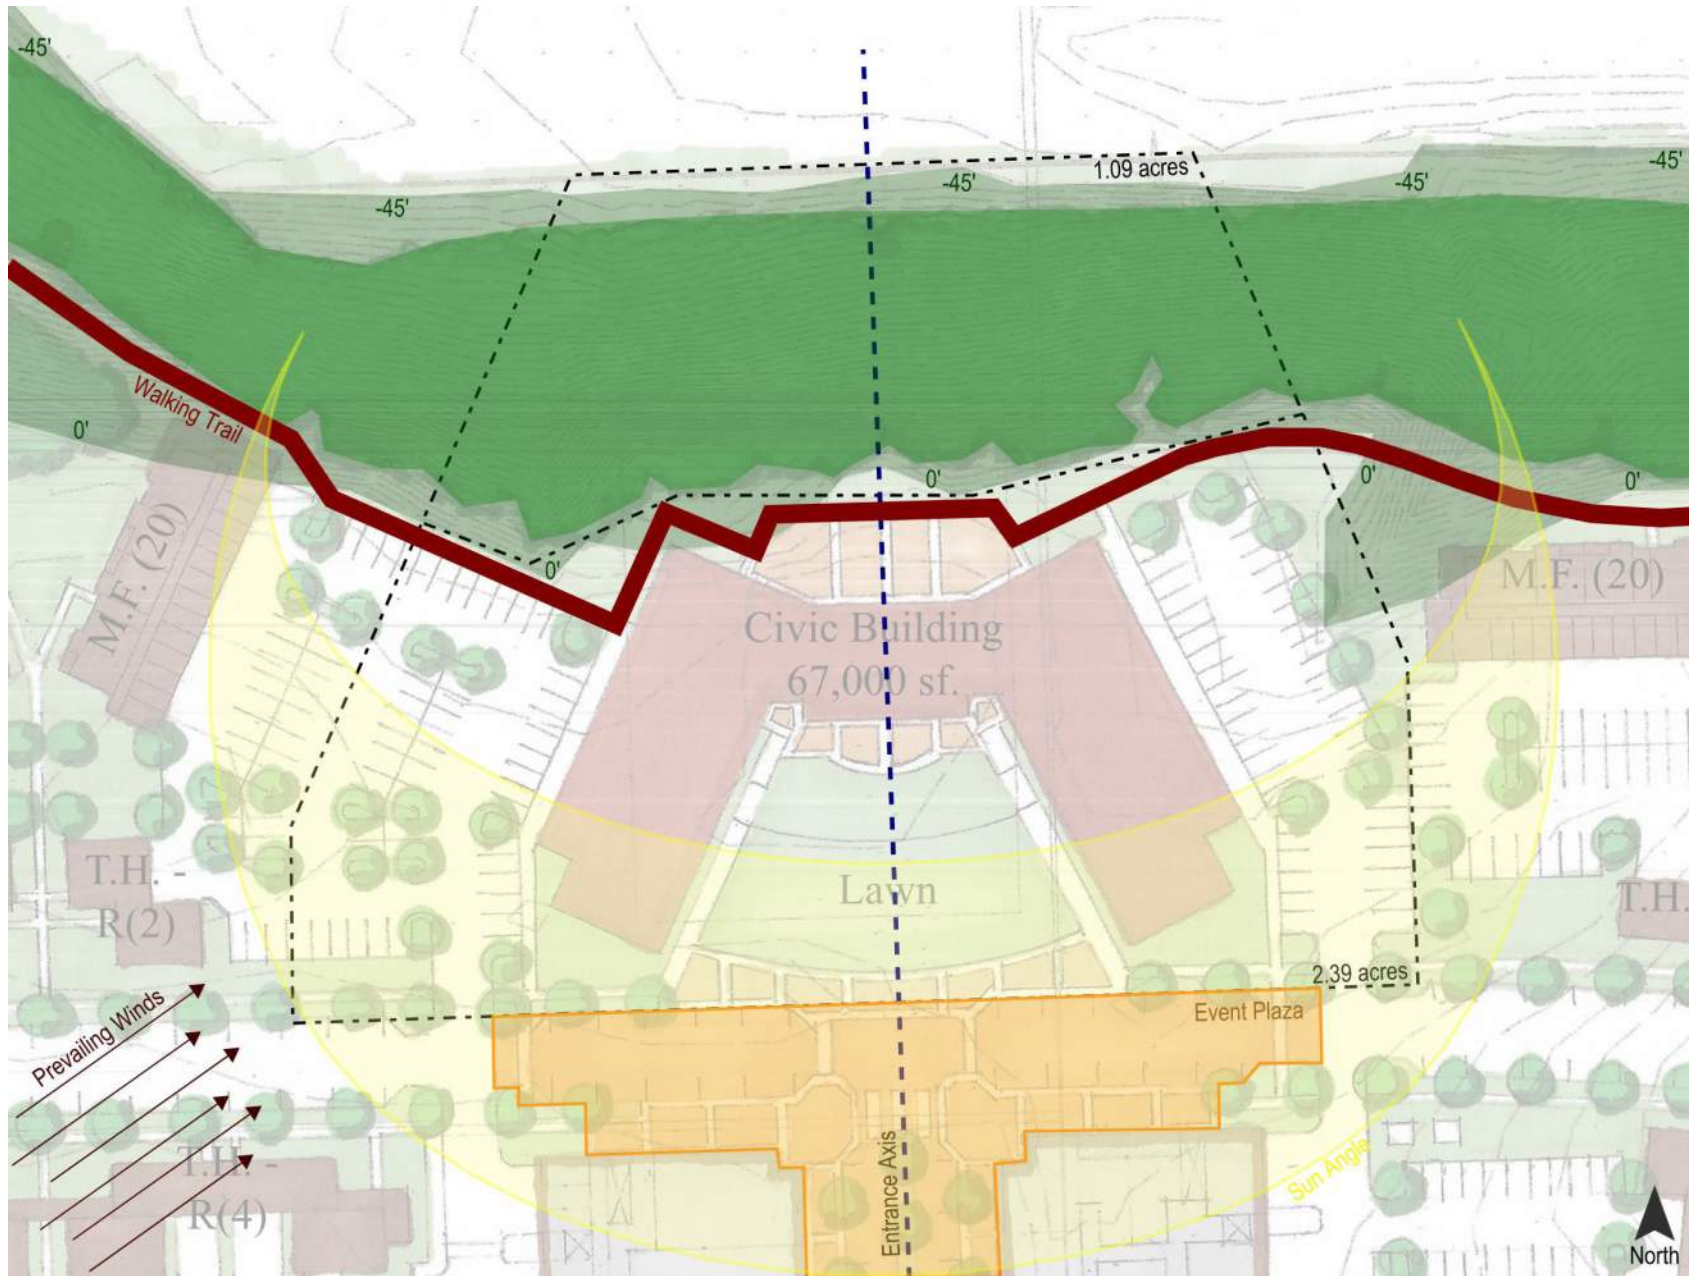 -45'
1.09 acres
-45'
-45'
-45'
-45'
Walking Trail
0'
0'
0'
0'
0'
M.F. (20)
M.F. (20)
Civic Building
67,000 sf.
T.H. -
R(2)
Lawn
T.H.
2.39 acres
Event Plaza
Prevailing Winds
Entrance Axis
Sun Angle
T.H. -
R(4)
North